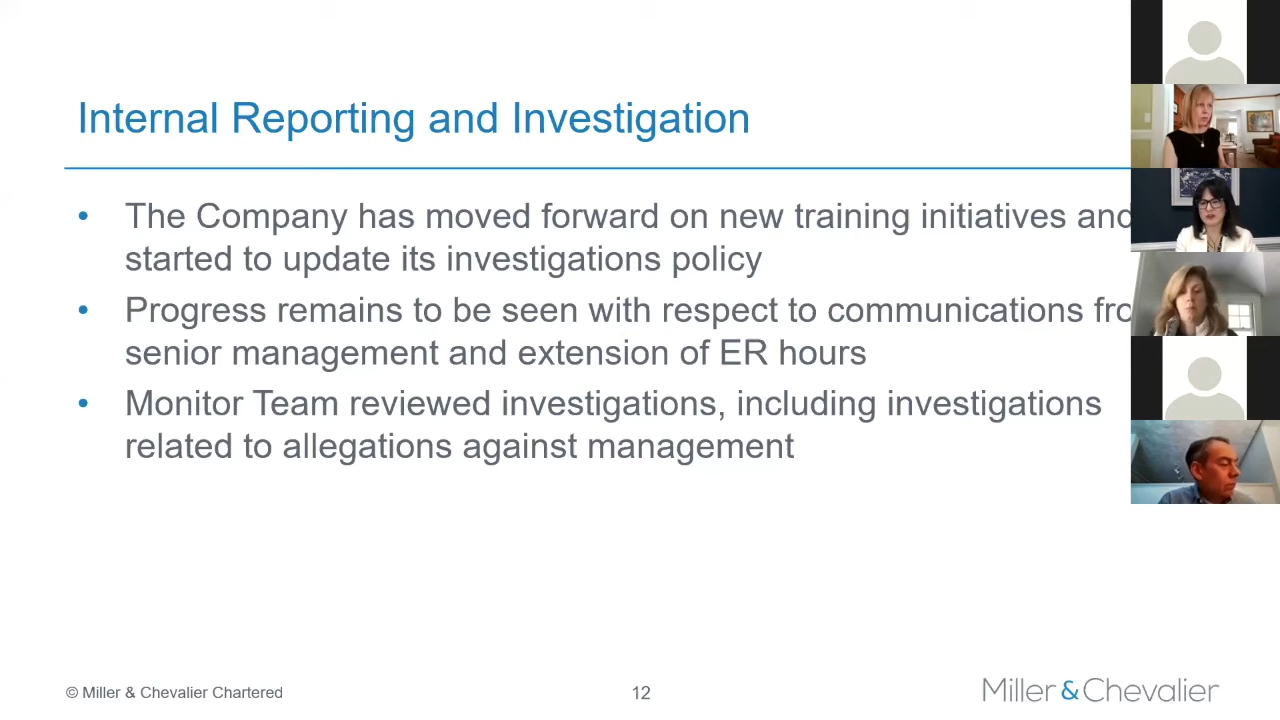 Internal Reporting and Investigation
• The Company has moved forward on new training initiatives and
started to update its investigations policy
• Progress remains to be seen with respect to communications fro
senior management and extension of ER hours
• Monitor Team reviewed investigations, including investigations
related to allegations against management
© Miller & Chevalier Chartered
12
Miller & Chevalier